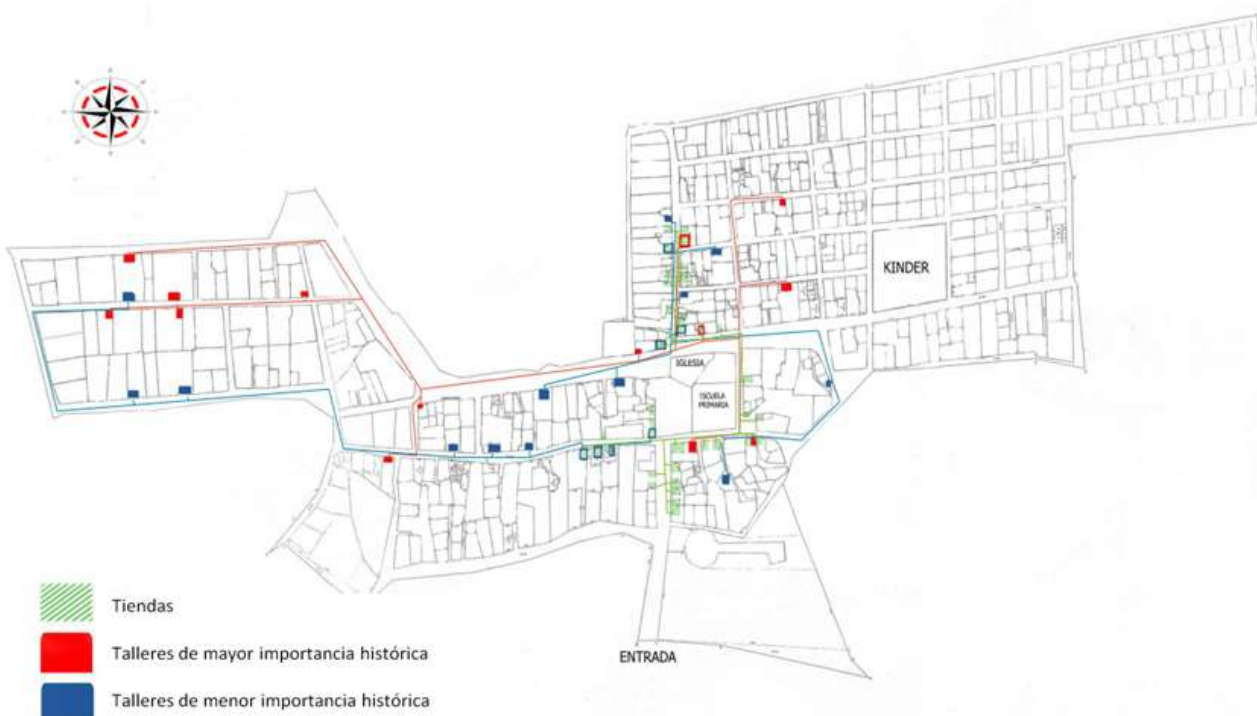 KINDER
IGLESIA
ESCUELA
PRIMARIA
ENTRADA
Tiendas
Talleres de mayor importancia histórica
Talleres de menor importancia histórica